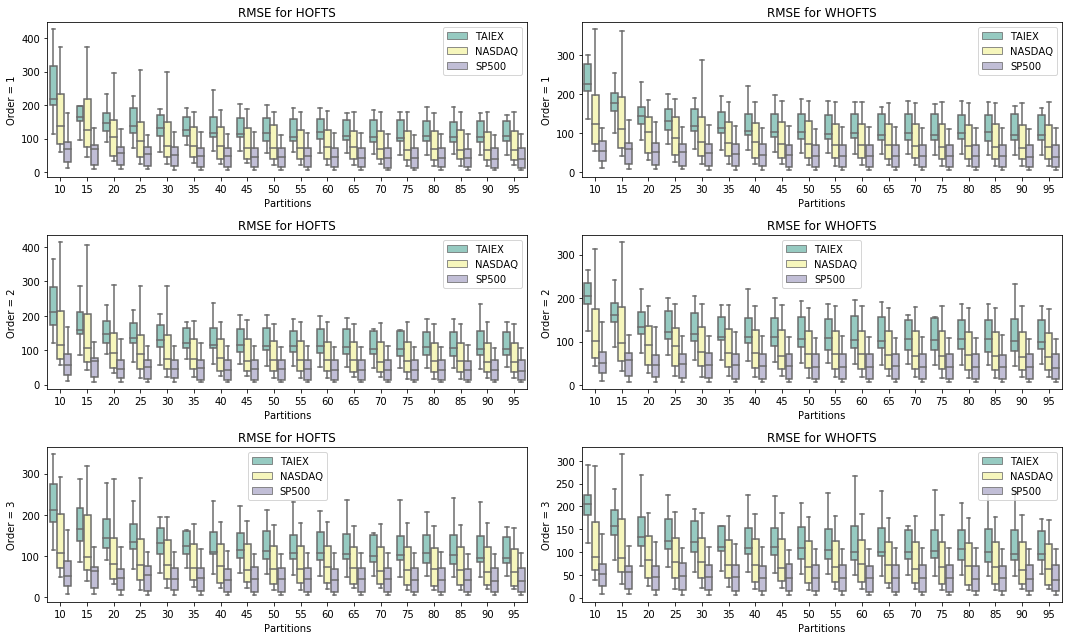 RMSE for HOFTS
Order = 1
400
300
200
100
0
TAIEX
NASDAQ
SP500
10 15 20 25 30 35 40 45 50 55 60 65 70 75 80 85 90 95
Partitions
RMSE for WHOFTS
Order = 1
300
200
100
0
TAIEX
NASDAQ
SP500
10 15 20 25 30 35 40 45 50 55 60 65 70 75 80 85 90 95
Partitions
RMSE for HOFTS
Order = 2
400
300
200
100
0
TAIEX
NASDAQ
SP500
10 15 20 25 30 35 40 45 50 55 60 65 70 75 80 85 90 95
Partitions
RMSE for WHOFTS
Order = 2
300
200
100
0
TAIEX
NASDAQ
SP500
10 15 20 25 30 35 40 45 50 55 60 65 70 75 80 85 90 95
Partitions
RMSE for HOFTS
Order = 3
300
200
100
0
TAIEX
NASDAQ
SP500
10 15 20 25 30 35 40 45 50 55 60 65 70 75 80 85 90 95
Partitions
RMSE for WHOFTS
Order = 3
300
250
200
150
100
50
0
TAIEX
NASDAQ
SP500
10 15 20 25 30 35 40 45 50 55 60 65 70 75 80 85 90 95
Partitions